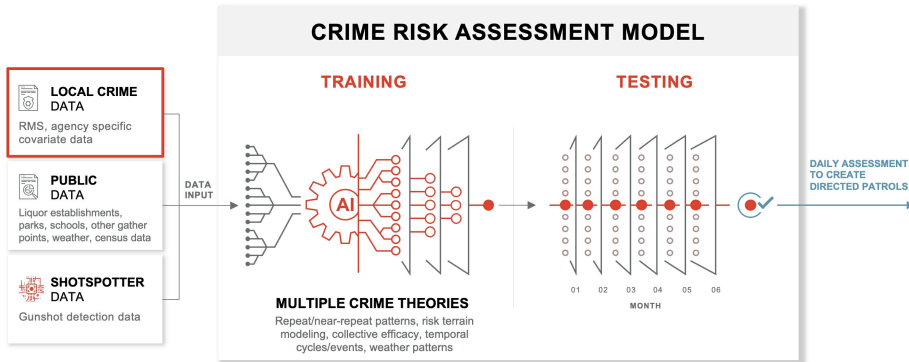 CRIME RISK ASSESSMENT MODEL
LOCAL CRIME
DATA
RMS, agency specific
covariate data
PUBLIC
DATA
Liquor establishments,
parks, schools, other gather
points, weather, census data
SHOTSPOTTER
DATA
Gunshot detection data
DATA
INPUT
TRAINING
AI
MULTIPLE CRIME THEORIES
Repeat/near-repeat patterns, risk terrain
modeling, collective efficacy, temporal
cycles/events, weather patterns
TESTING
01 02 03 04 05 06
MONTH
DAILY ASSESSMENT
TO CREATE
DIRECTED PATROLS